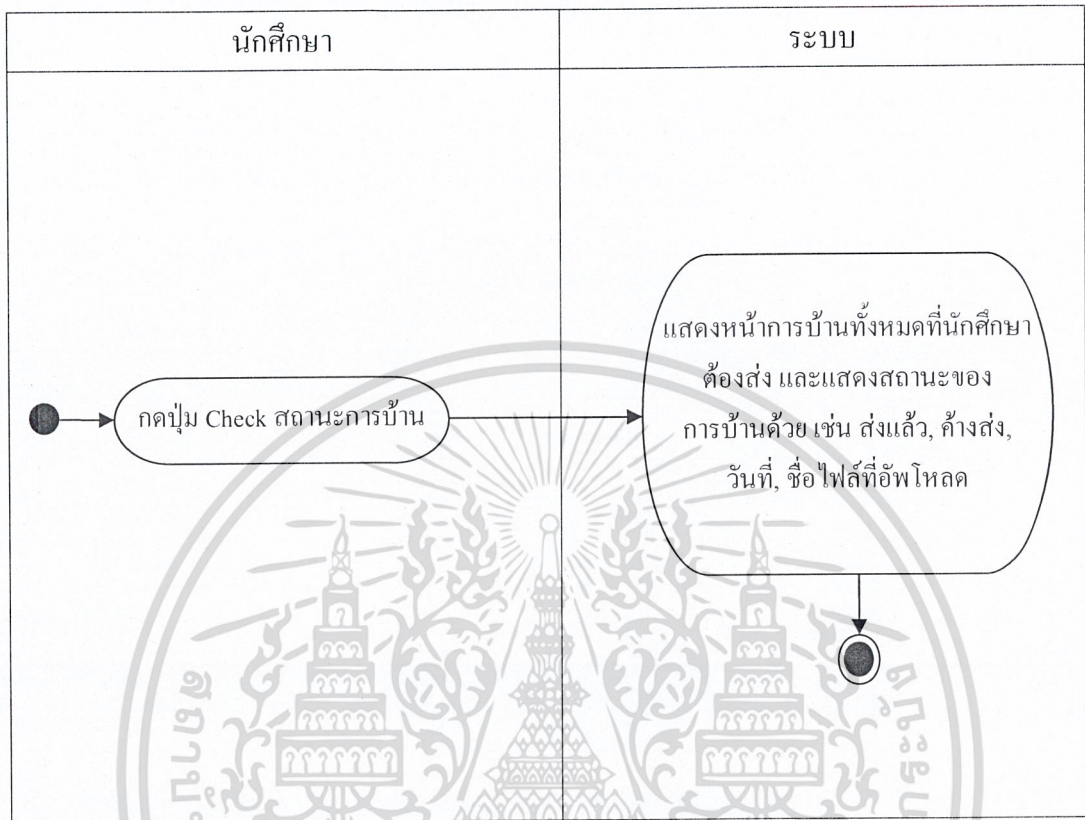 นักศึกษา
ระบบ
กดปุ่ม Check สถานะการบ้าน
แสดงหน้าการบ้านทั้งหมดที่นักศึกษา
ต้องส่ง และแสดงสถานะของ
การบ้านด้วย เช่น ส่งแล้ว, ค้างส่ง,
วันที่, ชื่อไฟล์ที่อัพโหลด